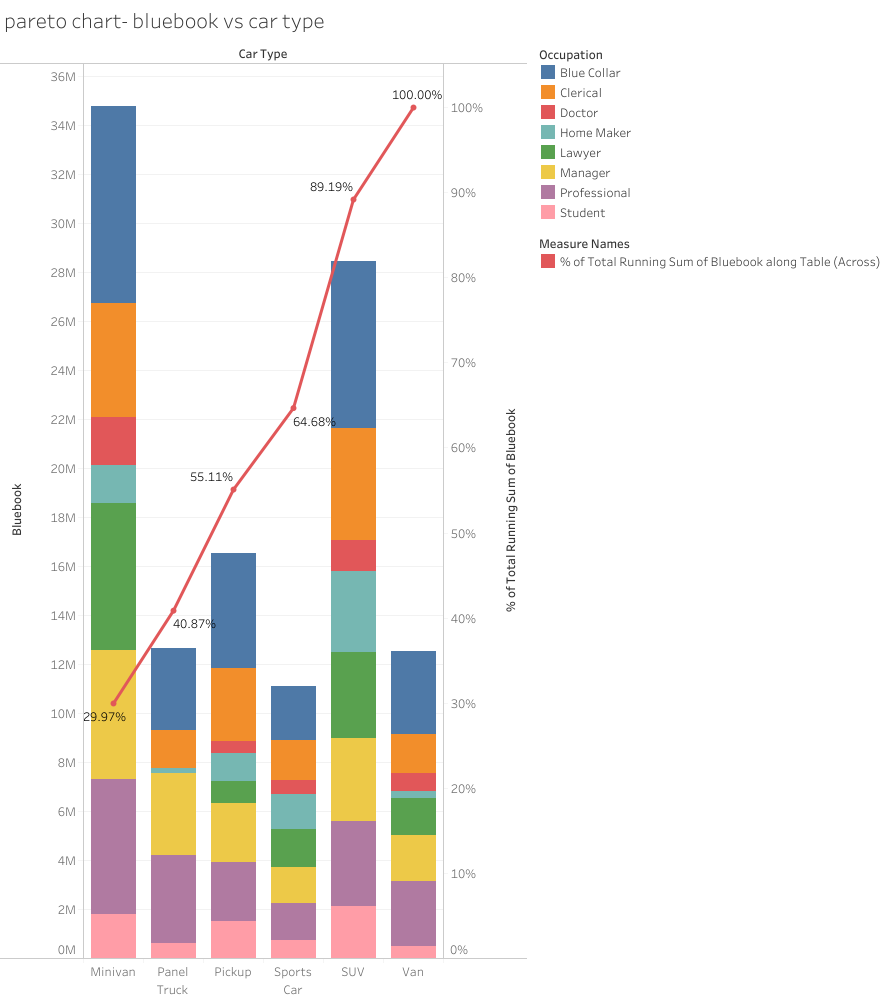 pareto chart- bluebook vs car type
Car Type
Bluebook
36M
34M
32M
30M
28M
26M
24M
22M
20M
18M
16M
14M
12M
10M
8M
6M
4M
2M
0M
29.97%
40.87%
55.11%
64.68%
89.19%
100.00%
Minivan
Panel
Truck
Pickup
Sports
Car
SUV
Van
100%
90%
80%
70%
60%
50%
40%
30%
20%
10%
0%
% of Total Running Sum of Bluebook
Occupation
Blue Collar
Clerical
Doctor
Home Maker
Lawyer
Manager
Professional
Student
Measure Names
% of Total Running Sum of Bluebook along Table (Across)